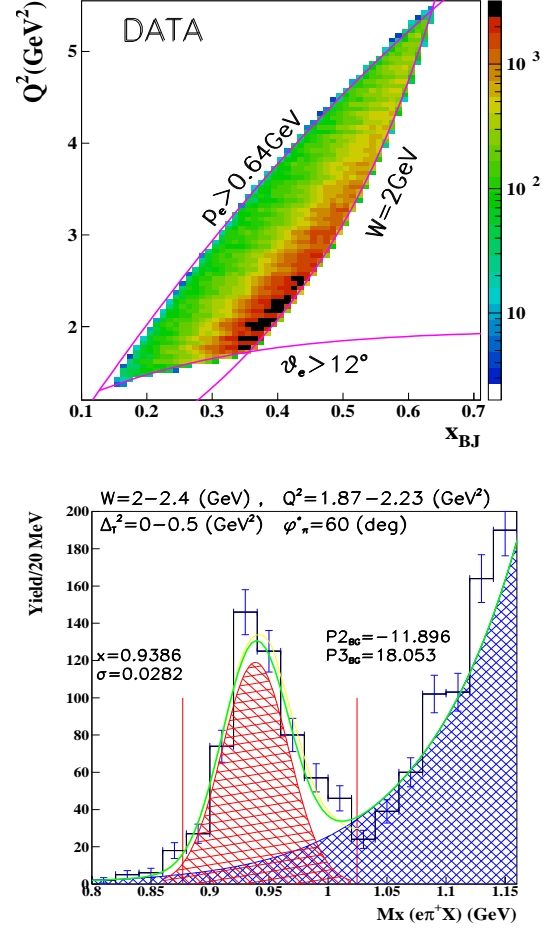 DATA
Q² (GeV²)
5
4
3
2
10³
10²
10
pₑ>0.64GeV
W=2GeV
ϑₑ>12°
0.1 0.2 0.3 0.4 0.5 0.6 0.7
x_BJ
W=2−2.4 (GeV) , Q²=1.87−2.23 (GeV²)
Δ_T²=0−0.5 (GeV²) φ*_π=60 (deg)
Yield/20 MeV
200
180
160
140
120
100
80
60
40
20
0
x=0.9386
σ=0.0282
P2_BG=−11.896
P3_BG=18.053
0.8 0.85 0.9 0.95 1 1.05 1.1 1.15
Mx (eπ⁺X) (GeV)